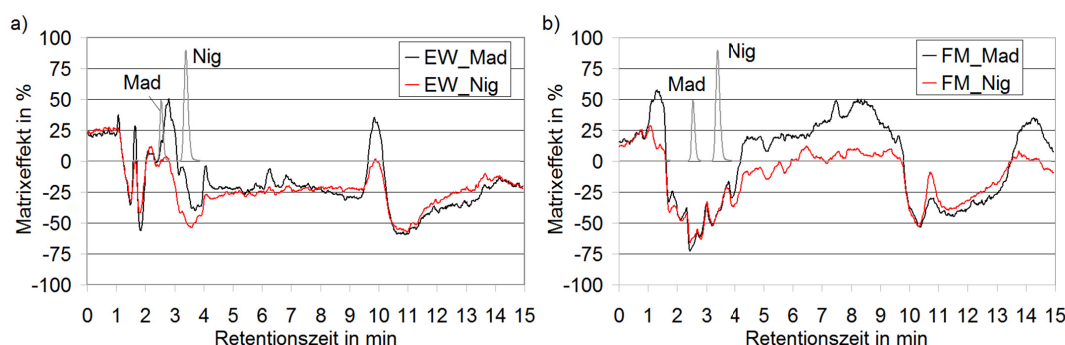 a)
100
75
50
25
0
-25
-50
-75
-100
Matrixeffekt in %
Mad
Nig
EW_Mad
EW_Nig
0 1 2 3 4 5 6 7 8 9 10 11 12 13 14 15
Retentionszeit in min
b)
100
75
50
25
0
-25
-50
-75
-100
Matrixeffekt in %
Mad
Nig
FM_Mad
FM_Nig
0 1 2 3 4 5 6 7 8 9 10 11 12 13 14 15
Retentionszeit in min